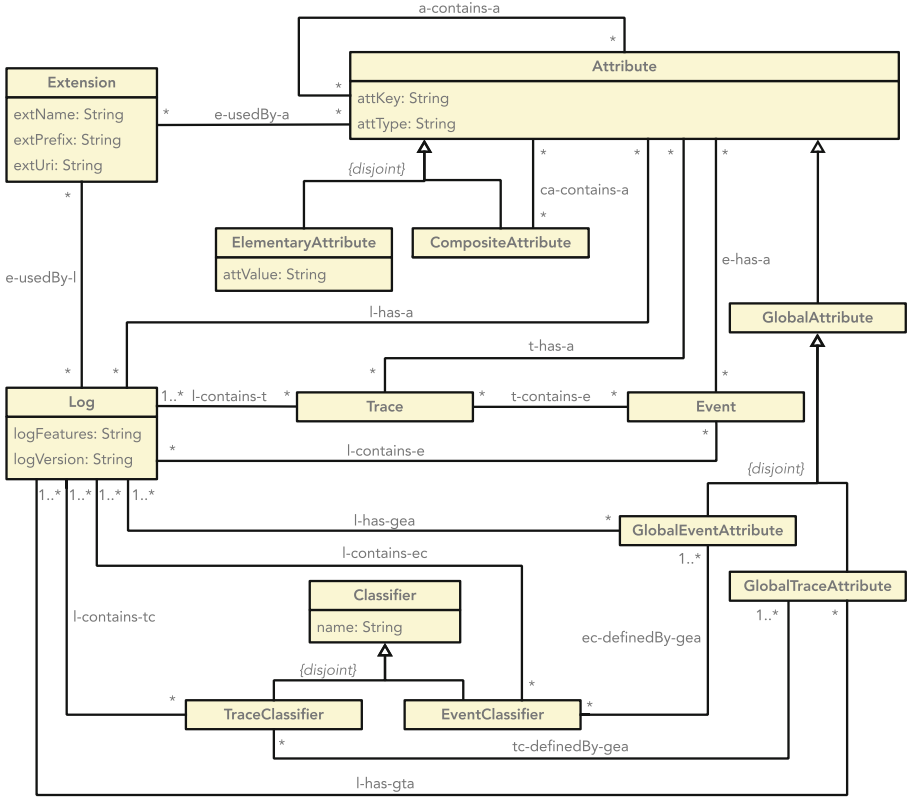 a-contains-a
*
Attribute
Extension
*
attKey: String
extName: String
*
e-usedBy-a
*
attType: String
extPrefix: String
extUri: String
{disjoint}
*
*
*
*
*
ca-contains-a
*
ElementaryAttribute
CompositeAttribute
attValue: String
e-has-a
e-usedBy-l
l-has-a
GlobalAttribute
t-has-a
*
*
*
*
Log
1..*
l-contains-t
*
Trace
*
t-contains-e
*
Event
logFeatures: String
*
logVersion: String
*
l-contains-e
{disjoint}
1..*
1..*
1..*
1..*
l-has-gea
*
GlobalEventAttribute
l-contains-ec
1..*
GlobalTraceAttribute
Classifier
l-contains-tc
1..*
*
name: String
ec-definedBy-gea
{disjoint}
*
*
*
TraceClassifier
EventClassifier
*
tc-definedBy-gea
l-has-gta